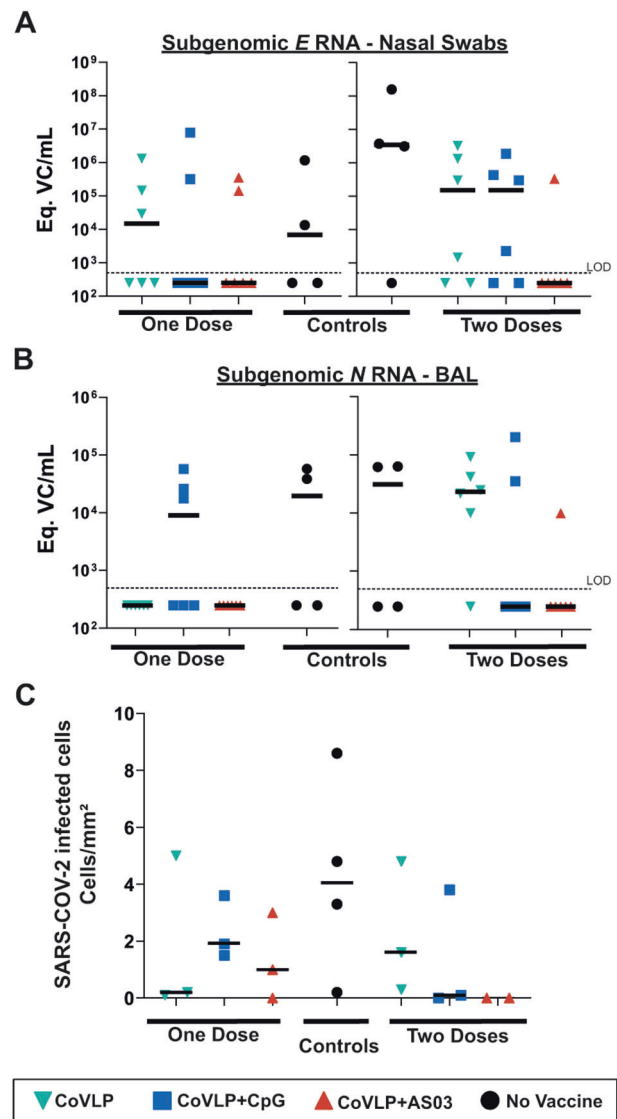 A
Subgenomic E RNA - Nasal Swabs
Eq. VC/mL
10⁹
10⁸
10⁷
10⁶
10⁵
10⁴
10³
10²
LOD
One Dose
Controls
Two Doses
B
Subgenomic N RNA - BAL
Eq. VC/mL
10⁶
10⁵
10⁴
10³
10²
LOD
One Dose
Controls
Two Doses
C
SARS-COV-2 infected cells
Cells/mm²
10
8
6
4
2
0
One Dose
Controls
Two Doses
CoVLP CoVLP+CpG CoVLP+AS03 No Vaccine